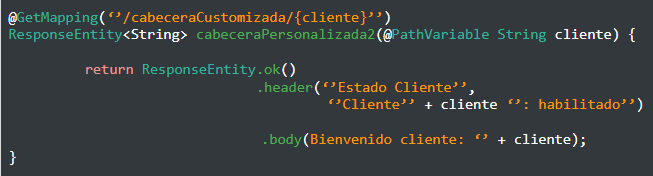 @GetMapping(‘’/cabeceraCustomizada/{cliente}’’)
ResponseEntity<String> cabeceraPersonalizada2(@PathVariable String cliente) {
return ResponseEntity.ok()
.header(‘’Estado Cliente’’,
‘’Cliente’’ + cliente ‘’: habilitado’’)
.body(Bienvenido cliente: ‘’ + cliente);
}